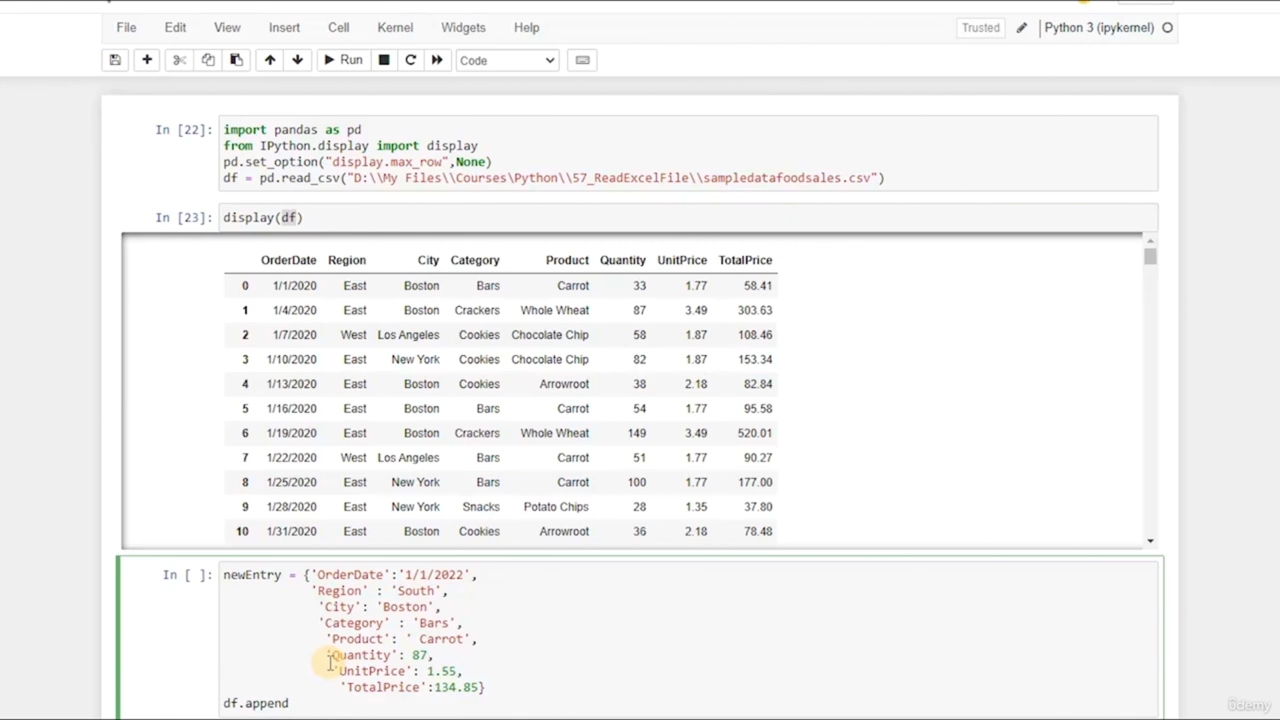 File Edit View Insert Cell Kernel Widgets Help Trusted Python 3 (ipykernel)
Run Code
In [22]: import pandas as pd
from IPython.display import display
pd.set_option("display.max_row",None)
df = pd.read_csv("D:\\My Files\\Courses\Python\\57_ReadExcelFile\\sampledatafoodsales.csv")
In [23]: display(df)
OrderDate Region City Category Product Quantity UnitPrice TotalPrice
0 1/1/2020 East Boston Bars Carrot 33 1.77 58.41
1 1/4/2020 East Boston Crackers Whole Wheat 87 3.49 303.63
2 1/7/2020 West Los Angeles Cookies Chocolate Chip 58 1.87 108.46
3 1/10/2020 East New York Cookies Chocolate Chip 82 1.87 153.34
4 1/13/2020 East Boston Cookies Arrowroot 38 2.18 82.84
5 1/16/2020 East Boston Bars Carrot 54 1.77 95.58
6 1/19/2020 East Boston Crackers Whole Wheat 149 3.49 520.01
7 1/22/2020 West Los Angeles Bars Carrot 51 1.77 90.27
8 1/25/2020 East New York Bars Carrot 100 1.77 177.00
9 1/28/2020 East New York Snacks Potato Chips 28 1.35 37.80
10 1/31/2020 East Boston Cookies Arrowroot 36 2.18 78.48
In [ ]: newEntry = {'OrderDate':'1/1/2022',
'Region' : 'South',
'City': 'Boston',
'Category' : 'Bars',
'Product': ' Carrot',
'Quantity': 87,
'UnitPrice': 1.55,
'TotalPrice':134.85}
df.append
ûdemy